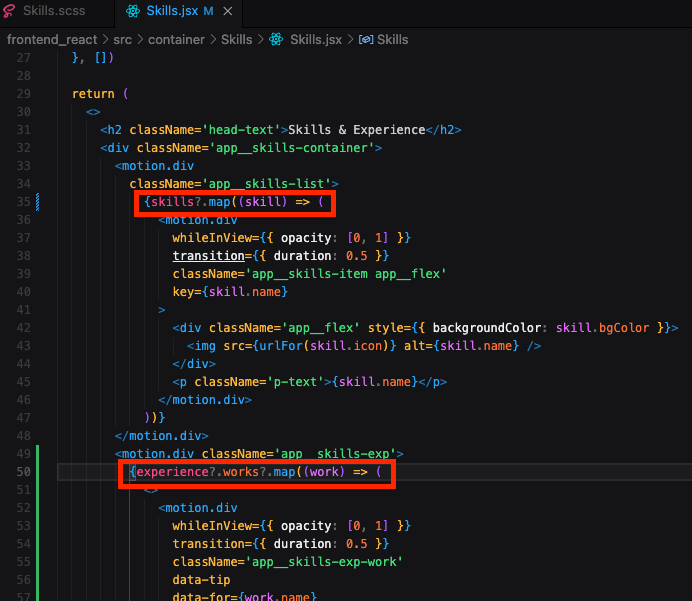 Skills.scss Skills.jsx M ×
frontend_react > src > container > Skills > Skills.jsx > Skills
27 }, [])
28
29 return (
30 <>
31 <h2 className='head-text'>Skills & Experience</h2>
32 <div className='app__skills-container'>
33 <motion.div
34 className='app__skills-list'>
35 {skills?.map((skill) => (
36 <motion.div
37 whileInView={{ opacity: [0, 1] }}
38 transition={{ duration: 0.5 }}
39 className='app__skills-item app__flex'
40 key={skill.name}
41 >
42 <div className='app__flex' style={{ backgroundColor: skill.bgColor }}>
43 <img src={urlFor(skill.icon)} alt={skill.name} />
44 </div>
45 <p className='p-text'>{skill.name}</p>
46 </motion.div>
47 ))}
48 </motion.div>
49 <motion.div className='app__skills-exp'>
50 {experience?.works?.map((work) => (
51 <>
52 <motion.div
53 whileInView={{ opacity: [0, 1] }}
54 transition={{ duration: 0.5 }}
55 className='app__skills-exp-work'
56 data-tip
57 data-for={work.name}